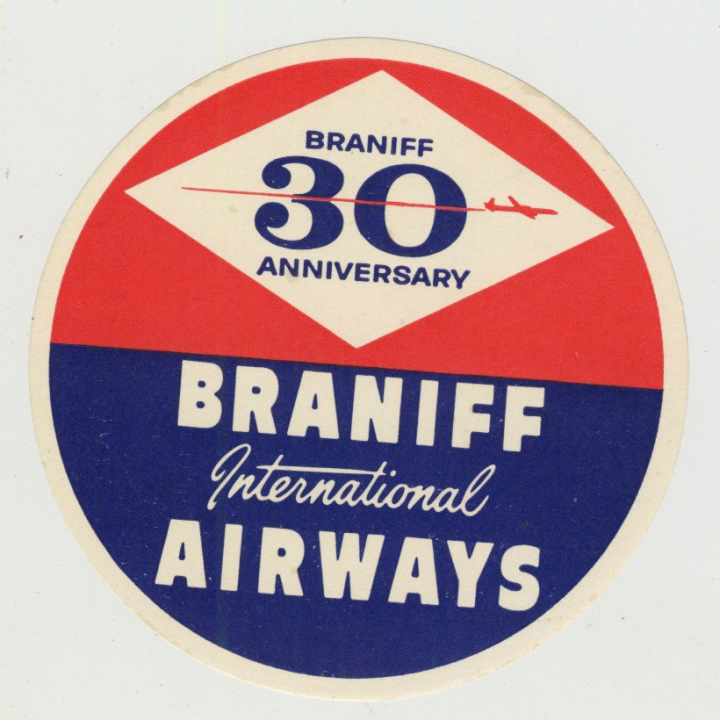 BRANIFF
30
ANNIVERSARY
BRANIFF
International
AIRWAYS